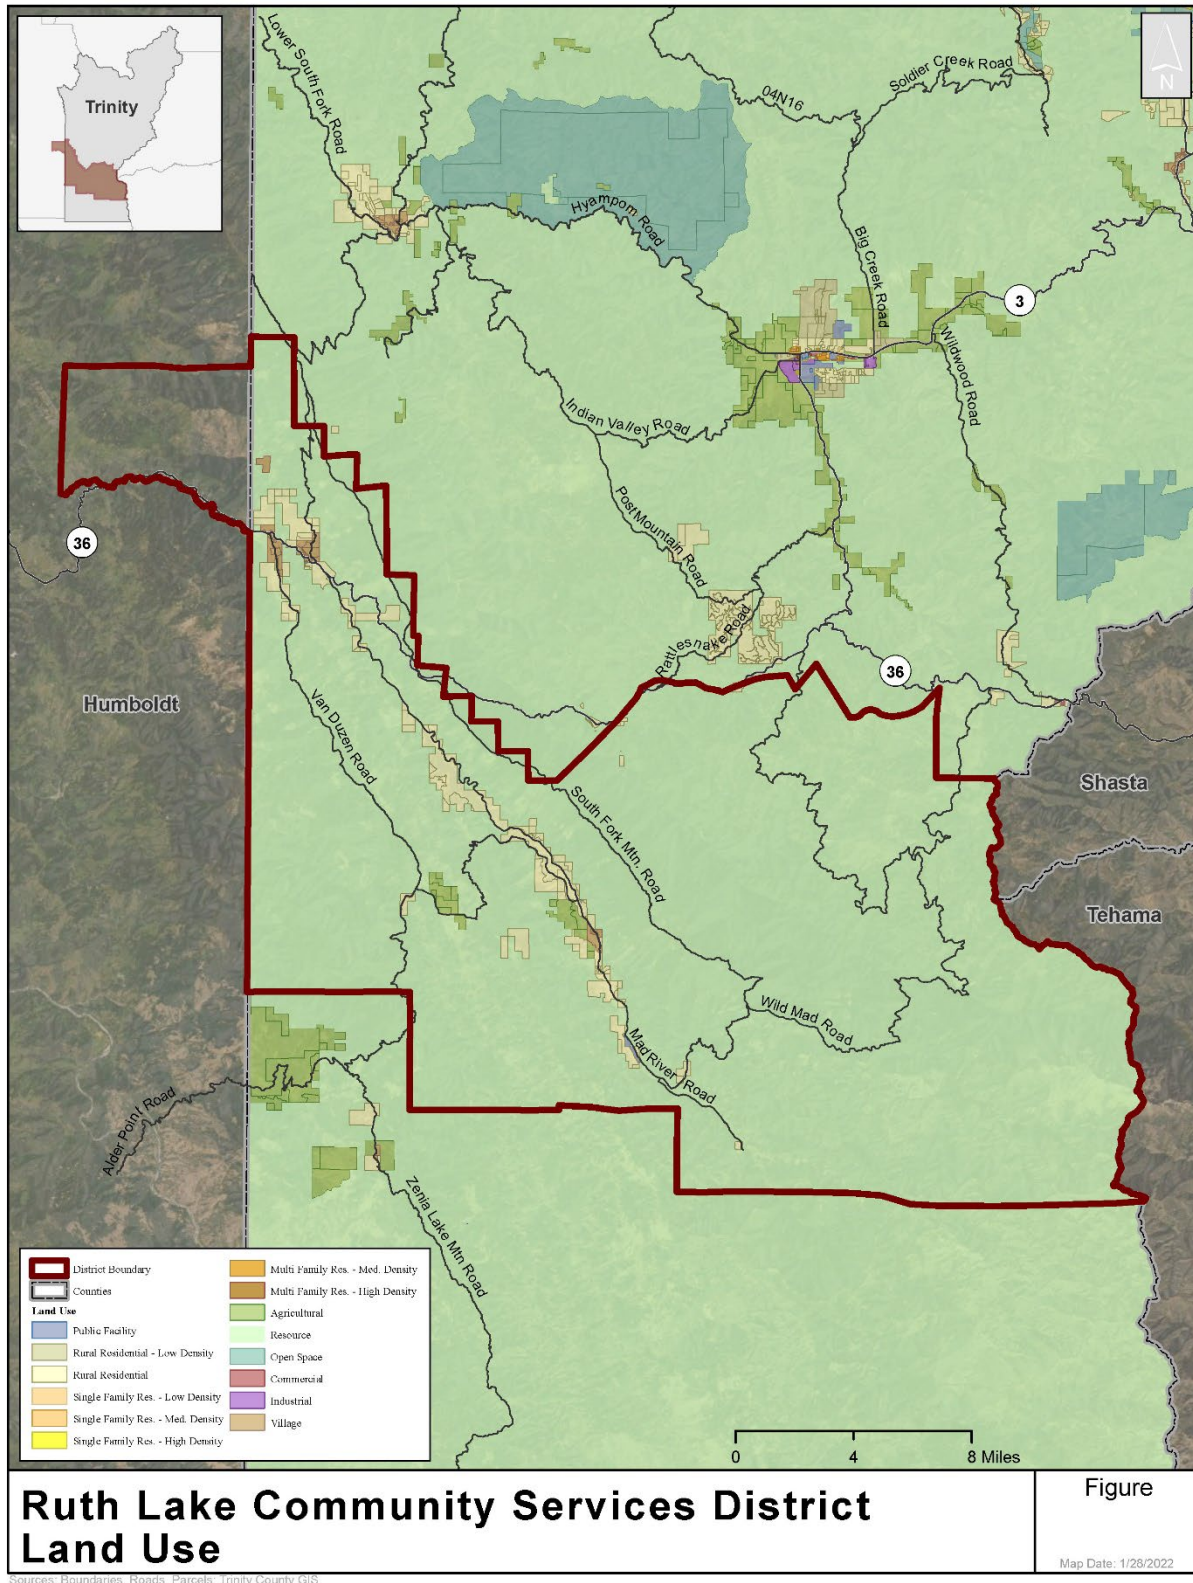 Trinity
N
Lower South Fork Road
04N16
Soldier Creek Road
Hyampom Road
Big Creek Road
3
Wildwood Road
Indian Valley Road
Post Mountain Road
Rattlesnake Road
36
36
Humboldt
Van Duzen Road
Shasta
South Fork Mtn. Road
Tehama
Wild Mad Road
Mad River Road
Alder Point Road
Zenia Lake Mtn Road
District Boundary
Counties
Land Use
Public Facility
Rural Residential - Low Density
Rural Residential
Single Family Res. - Low Density
Single Family Res. - Med. Density
Single Family Res. - High Density
Multi Family Res. - Med. Density
Multi Family Res. - High Density
Agricultural
Resource
Open Space
Commercial
Industrial
Village
0 4 8 Miles
Ruth Lake Community Services District
Land Use
Figure
Map Date: 1/28/2022
Sources: Boundaries, Roads, Parcels: Trinity County GIS